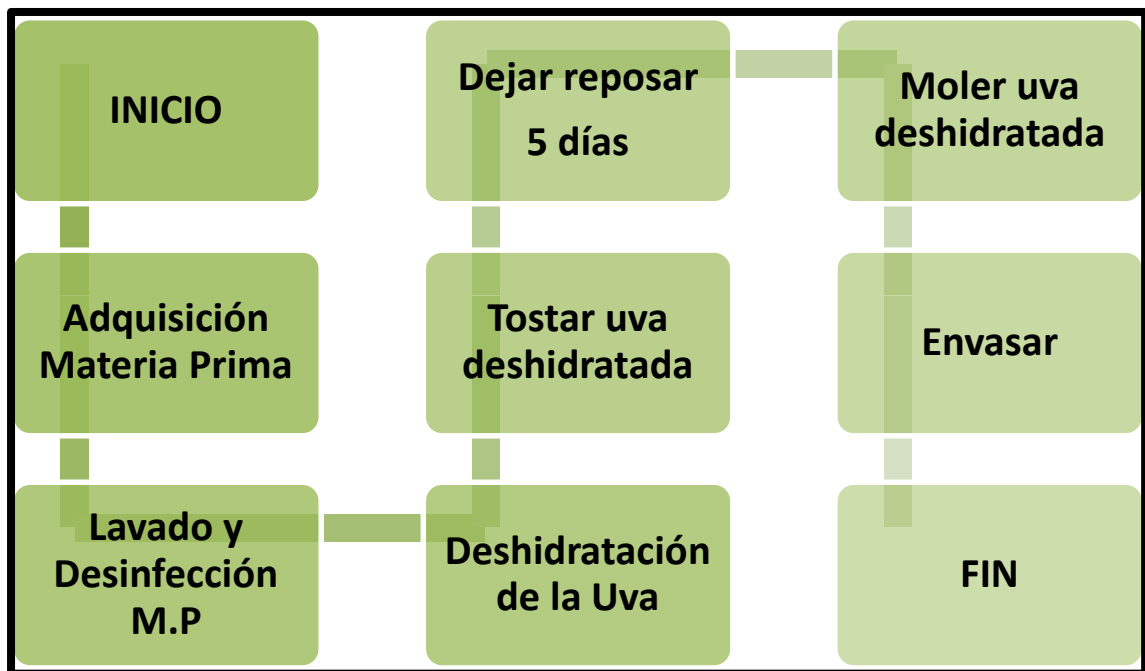 INICIO
Adquisición
Materia Prima
Lavado y
Desinfección
M.P
Deshidratación
de la Uva
Tostar uva
deshidratada
Dejar reposar
5 días
Moler uva
deshidratada
Envasar
FIN